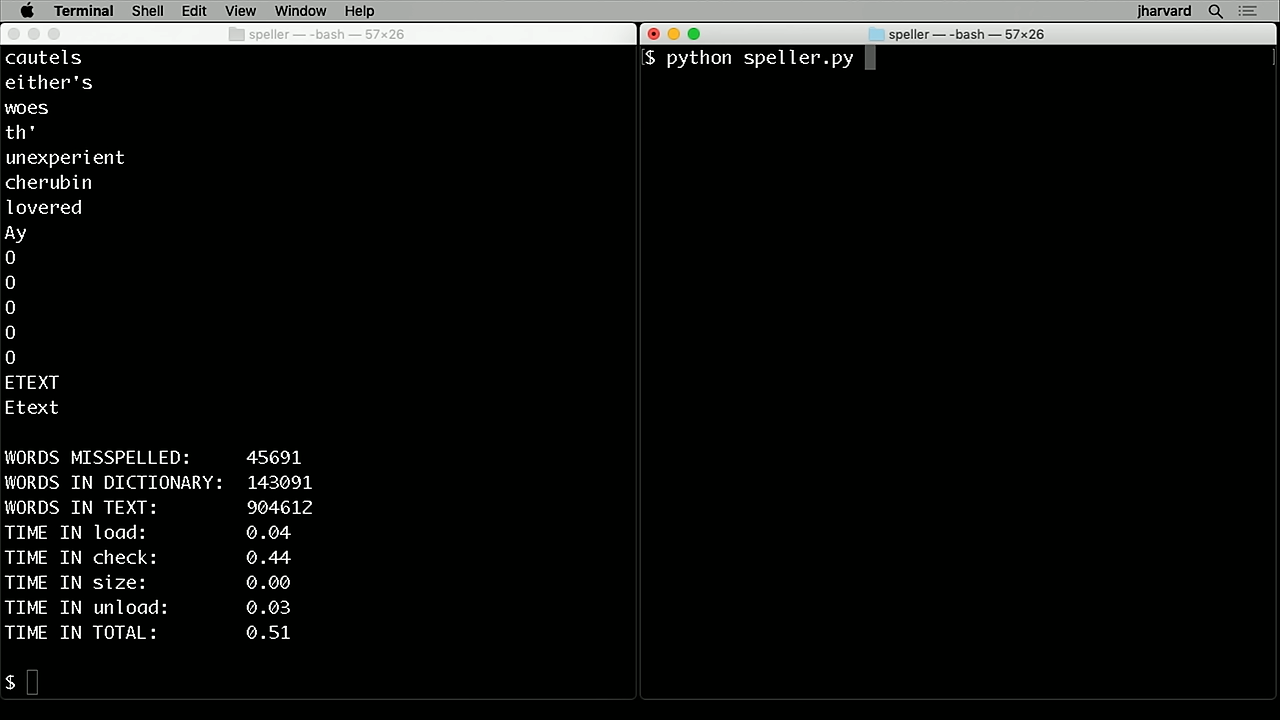 Terminal Shell Edit View Window Help jharvard
speller — -bash — 57×26
cautels
either's
woes
th'
unexperient
cherubin
lovered
Ay
O
O
O
O
O
ETEXT
Etext
WORDS MISSPELLED: 45691
WORDS IN DICTIONARY: 143091
WORDS IN TEXT: 904612
TIME IN load: 0.04
TIME IN check: 0.44
TIME IN size: 0.00
TIME IN unload: 0.03
TIME IN TOTAL: 0.51
$
speller — -bash — 57×26
[$ python speller.py ]